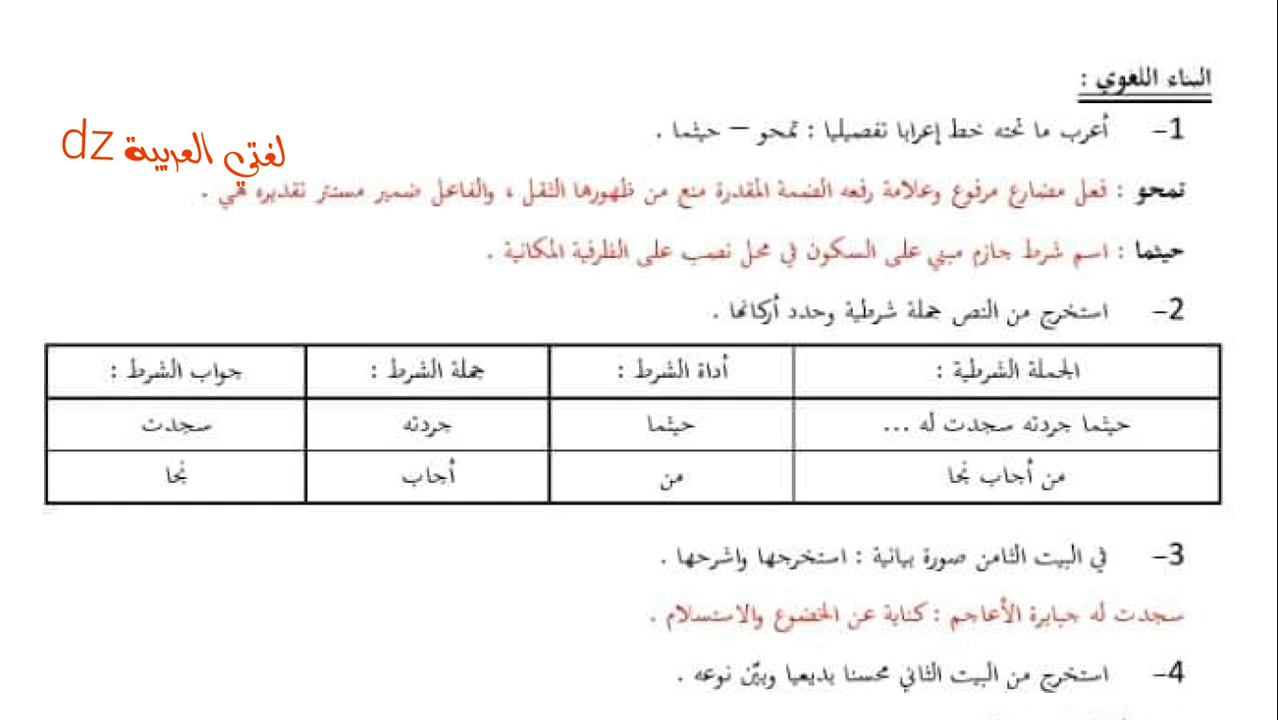 البناء اللغوي :
1– أعرب ما تحته خط إعرابا تفصيليا : تمحو – حيثما .
لغتي العربية dz
تمحو : فعل مضارع مرفوع وعلامة رفعه الضمة المقدرة منع من ظهورها الثقل ، والفاعل ضمير مستتر تقديره هي .
حيثما : اسم شرط جازم مبني على السكون في محل نصب على الظرفية المكانية .
2– استخرج من النص جملة شرطية وحدد أركانها .
الجملة الشرطية : أداة الشرط : جملة الشرط : جواب الشرط :
حيثما جردته سجدت له ... حيثما جردته سجدت
من أجاب نجا من أجاب نجا
3– في البيت الثامن صورة بيانية : استخرجها واشرحها .
سجدت له جبابرة الأعاجم : كناية عن الخضوع والاستسلام .
4– استخرج من البيت الثاني محسنا بديعيا وبيّن نوعه .